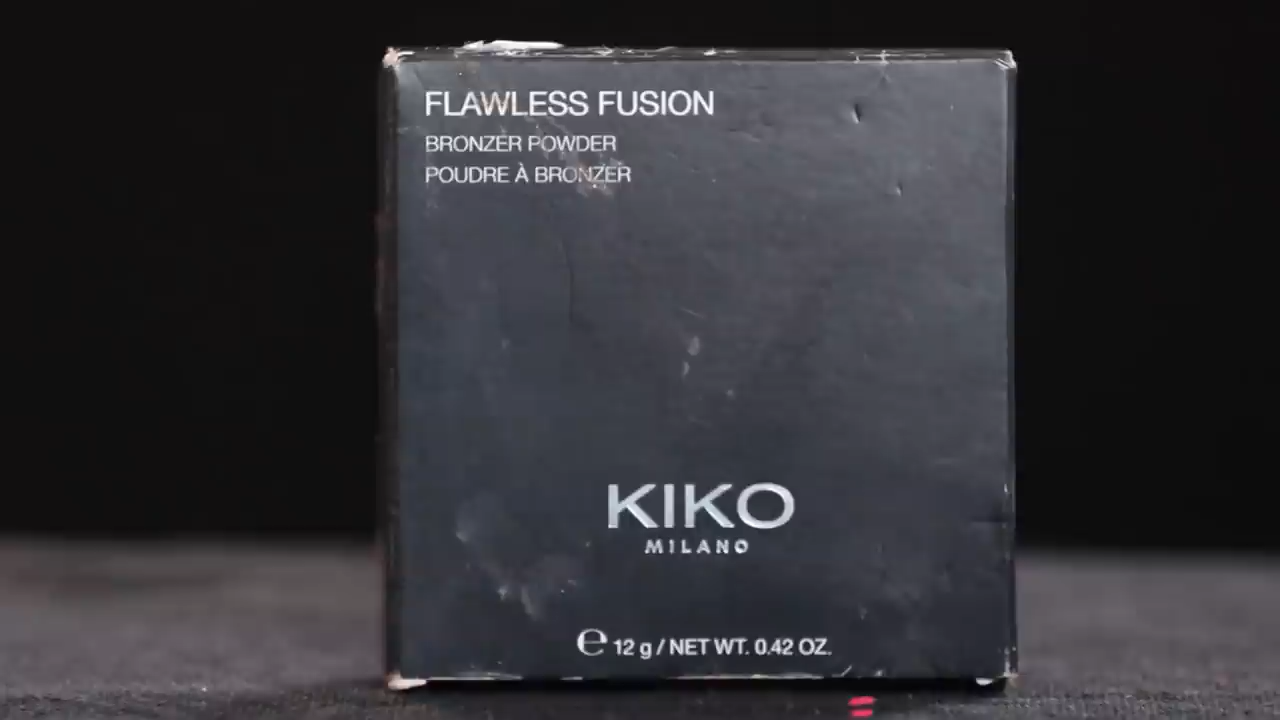 FLAWLESS FUSION
BRONZER POWDER
POUDRE À BRONZER
KIKO
MILANO
℮ 12 g / NET WT. 0.42 OZ.